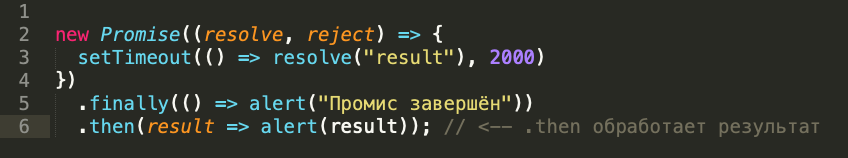 1
2 new Promise((resolve, reject) => {
3 setTimeout(() => resolve("result"), 2000)
4 })
5 .finally(() => alert("Промис завершён"))
6 .then(result => alert(result)); // <-- .then обработает результат